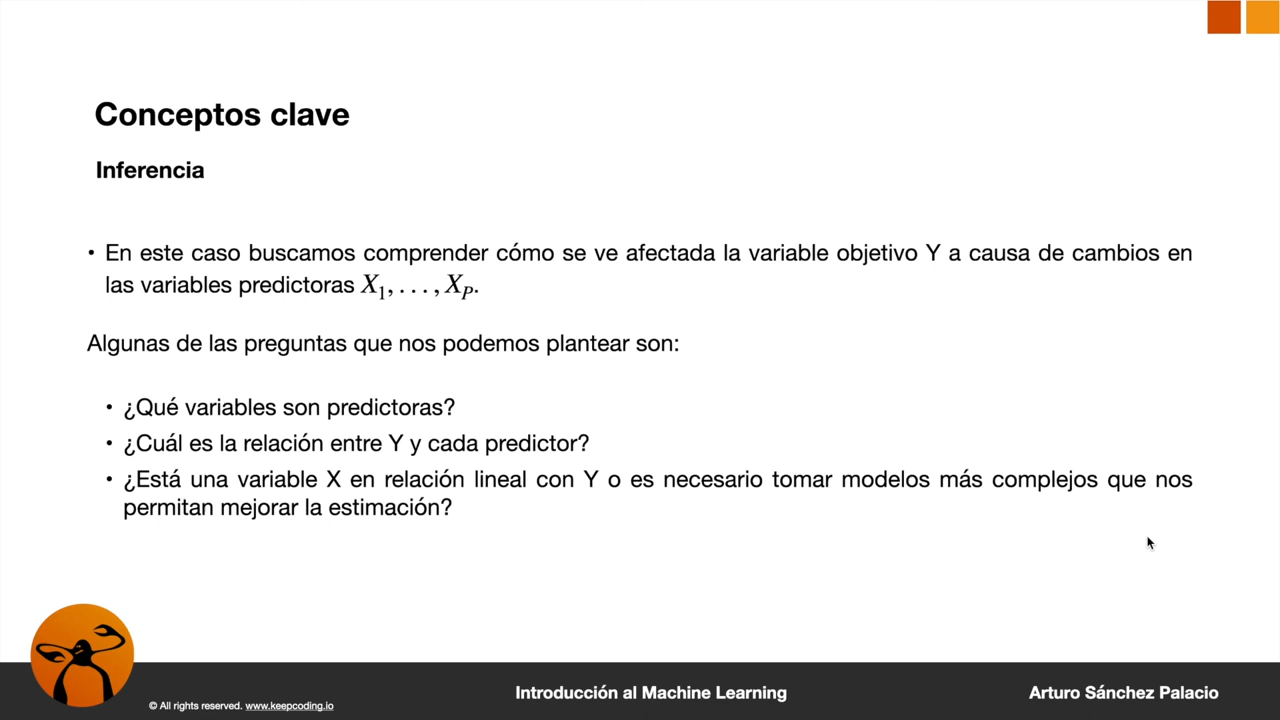 Conceptos clave
Inferencia
• En este caso buscamos comprender cómo se ve afectada la variable objetivo Y a causa de cambios en
las variables predictoras X₁, . . . , X_P.
Algunas de las preguntas que nos podemos plantear son:
• ¿Qué variables son predictoras?
• ¿Cuál es la relación entre Y y cada predictor?
• ¿Está una variable X en relación lineal con Y o es necesario tomar modelos más complejos que nos
permitan mejorar la estimación?
© All rights reserved. www.keepcoding.io
Introducción al Machine Learning
Arturo Sánchez Palacio